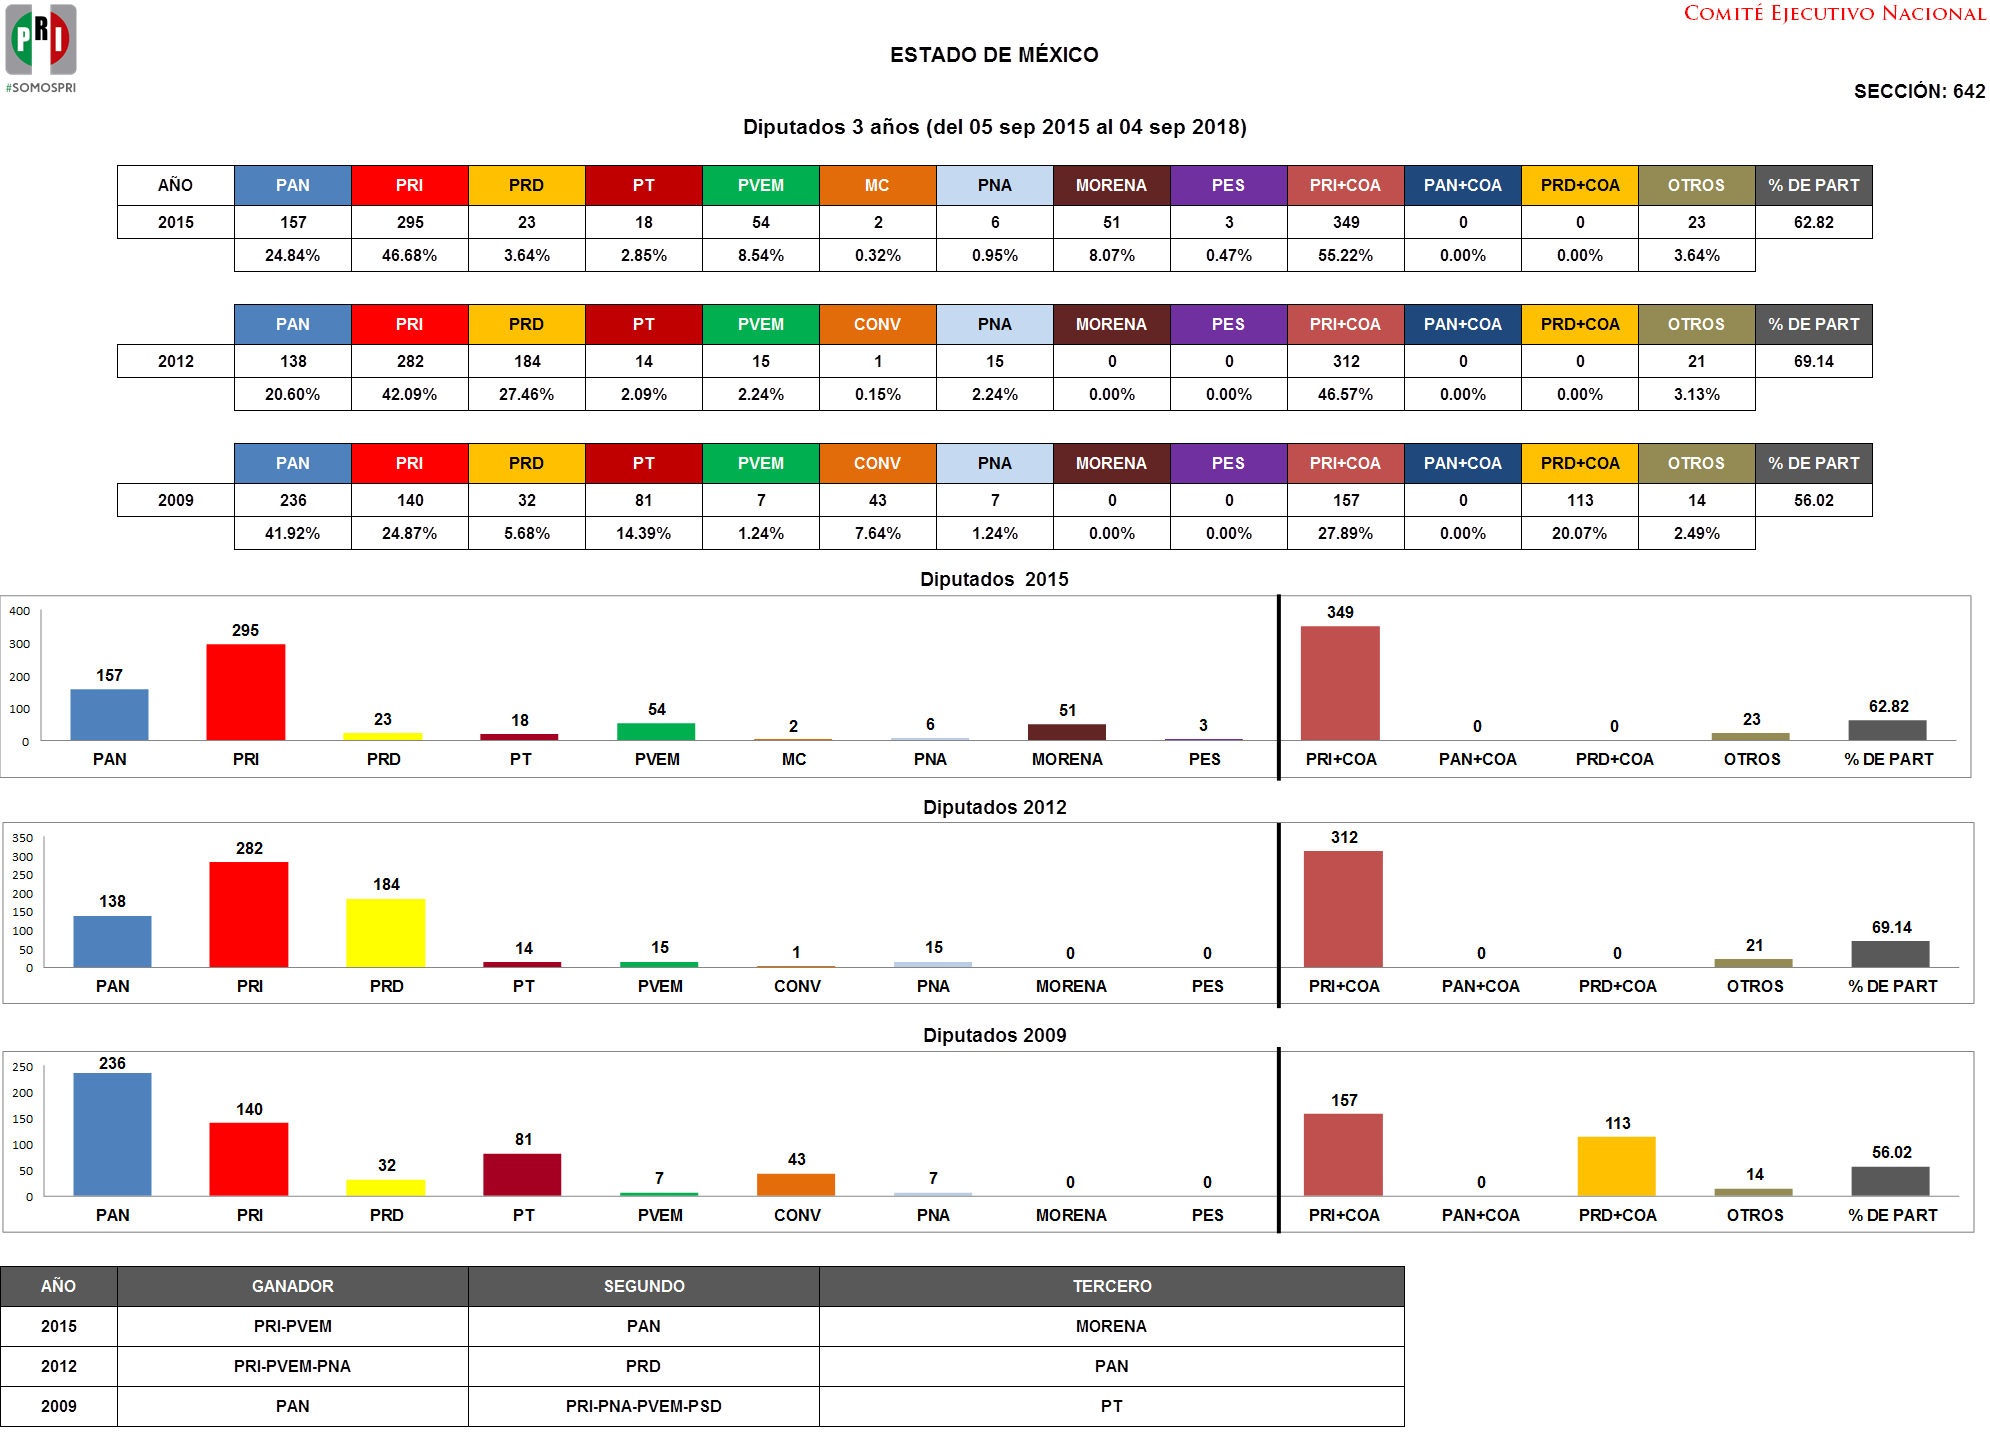 PRI
#SOMOSPRI
COMITÉ EJECUTIVO NACIONAL
ESTADO DE MÉXICO
SECCIÓN: 642
Diputados 3 años (del 05 sep 2015 al 04 sep 2018)
AÑO PAN PRI PRD PT PVEM MC PNA MORENA PES PRI+COA PAN+COA PRD+COA OTROS % DE PART
2015 157 295 23 18 54 2 6 51 3 349 0 0 23 62.82
24.84% 46.68% 3.64% 2.85% 8.54% 0.32% 0.95% 8.07% 0.47% 55.22% 0.00% 0.00% 3.64%
PAN PRI PRD PT PVEM CONV PNA MORENA PES PRI+COA PAN+COA PRD+COA OTROS % DE PART
2012 138 282 184 14 15 1 15 0 0 312 0 0 21 69.14
20.60% 42.09% 27.46% 2.09% 2.24% 0.15% 2.24% 0.00% 0.00% 46.57% 0.00% 0.00% 3.13%
PAN PRI PRD PT PVEM CONV PNA MORENA PES PRI+COA PAN+COA PRD+COA OTROS % DE PART
2009 236 140 32 81 7 43 7 0 0 157 0 113 14 56.02
41.92% 24.87% 5.68% 14.39% 1.24% 7.64% 1.24% 0.00% 0.00% 27.89% 0.00% 20.07% 2.49%
Diputados 2015
400
300
200
100
0
157 295 23 18 54 2 6 51 3 349 0 0 23 62.82
PAN PRI PRD PT PVEM MC PNA MORENA PES PRI+COA PAN+COA PRD+COA OTROS % DE PART
Diputados 2012
350
300
250
200
150
100
50
0
138 282 184 14 15 1 15 0 0 312 0 0 21 69.14
PAN PRI PRD PT PVEM CONV PNA MORENA PES PRI+COA PAN+COA PRD+COA OTROS % DE PART
Diputados 2009
250
200
150
100
50
0
236 140 32 81 7 43 7 0 0 157 0 113 14 56.02
PAN PRI PRD PT PVEM CONV PNA MORENA PES PRI+COA PAN+COA PRD+COA OTROS % DE PART
AÑO GANADOR SEGUNDO TERCERO
2015 PRI-PVEM PAN MORENA
2012 PRI-PVEM-PNA PRD PAN
2009 PAN PRI-PNA-PVEM-PSD PT